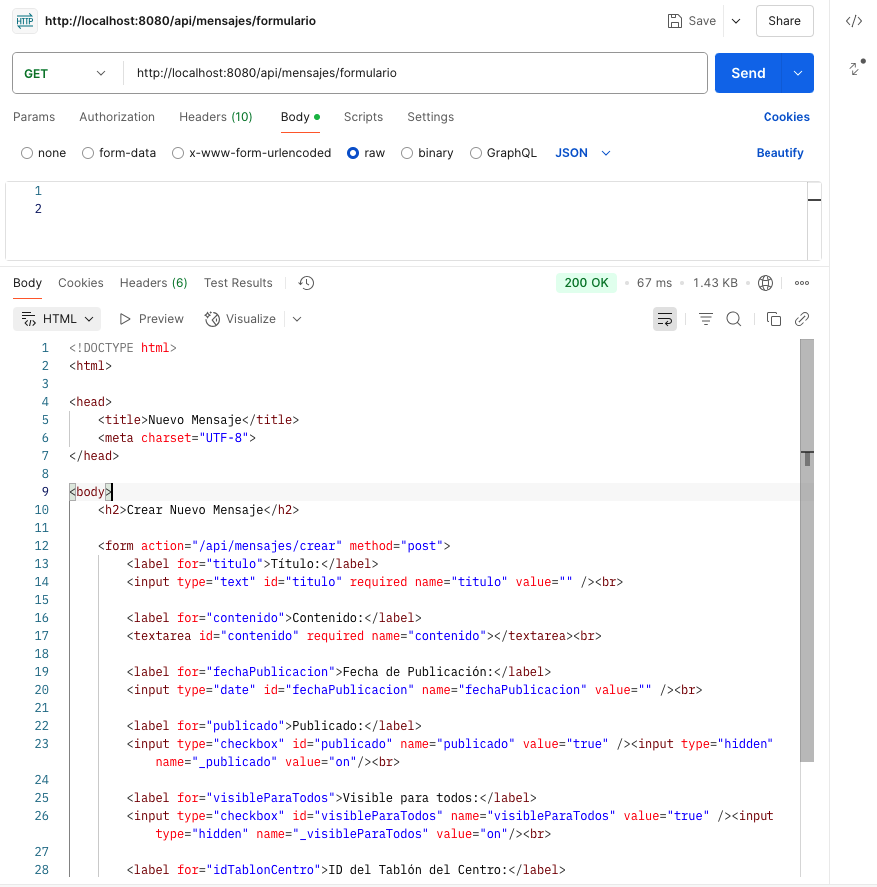 HTTP http://localhost:8080/api/mensajes/formulario Save Share </>
GET http://localhost:8080/api/mensajes/formulario Send
Params Authorization Headers (10) Body Scripts Settings Cookies
none form-data x-www-form-urlencoded raw binary GraphQL JSON Beautify
1
2
Body Cookies Headers (6) Test Results 200 OK • 67 ms • 1.43 KB •
HTML Preview Visualize
1 <!DOCTYPE html>
2 <html>
3
4 <head>
5 <title>Nuevo Mensaje</title>
6 <meta charset="UTF-8">
7 </head>
8
9 <body>
10 <h2>Crear Nuevo Mensaje</h2>
11
12 <form action="/api/mensajes/crear" method="post">
13 <label for="titulo">Título:</label>
14 <input type="text" id="titulo" required name="titulo" value="" /><br>
15
16 <label for="contenido">Contenido:</label>
17 <textarea id="contenido" required name="contenido"></textarea><br>
18
19 <label for="fechaPublicacion">Fecha de Publicación:</label>
20 <input type="date" id="fechaPublicacion" name="fechaPublicacion" value="" /><br>
21
22 <label for="publicado">Publicado:</label>
23 <input type="checkbox" id="publicado" name="publicado" value="true" /><input type="hidden"
name="_publicado" value="on"/><br>
24
25 <label for="visibleParaTodos">Visible para todos:</label>
26 <input type="checkbox" id="visibleParaTodos" name="visibleParaTodos" value="true" /><input
type="hidden" name="_visibleParaTodos" value="on"/><br>
27
28 <label for="idTablonCentro">ID del Tablón del Centro:</label>